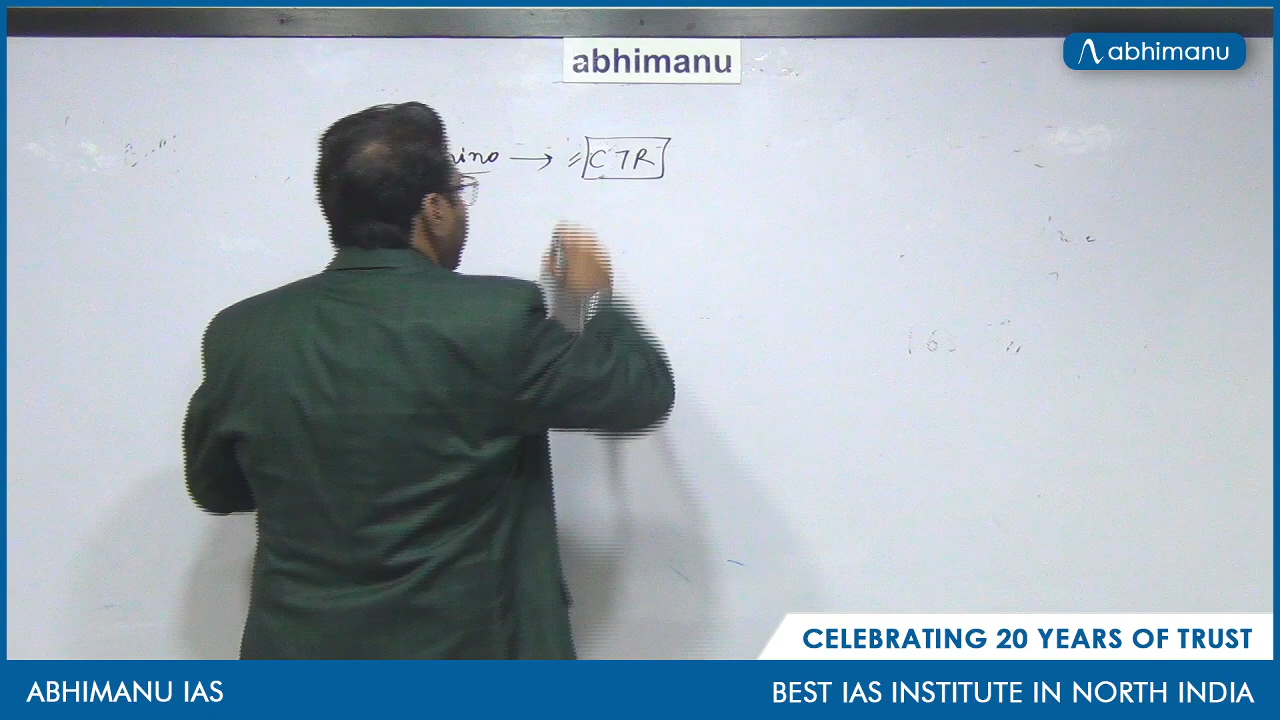 abhimanu
abhimanu
→ CTR
CELEBRATING 20 YEARS OF TRUST
ABHIMANU IAS
BEST IAS INSTITUTE IN NORTH INDIA